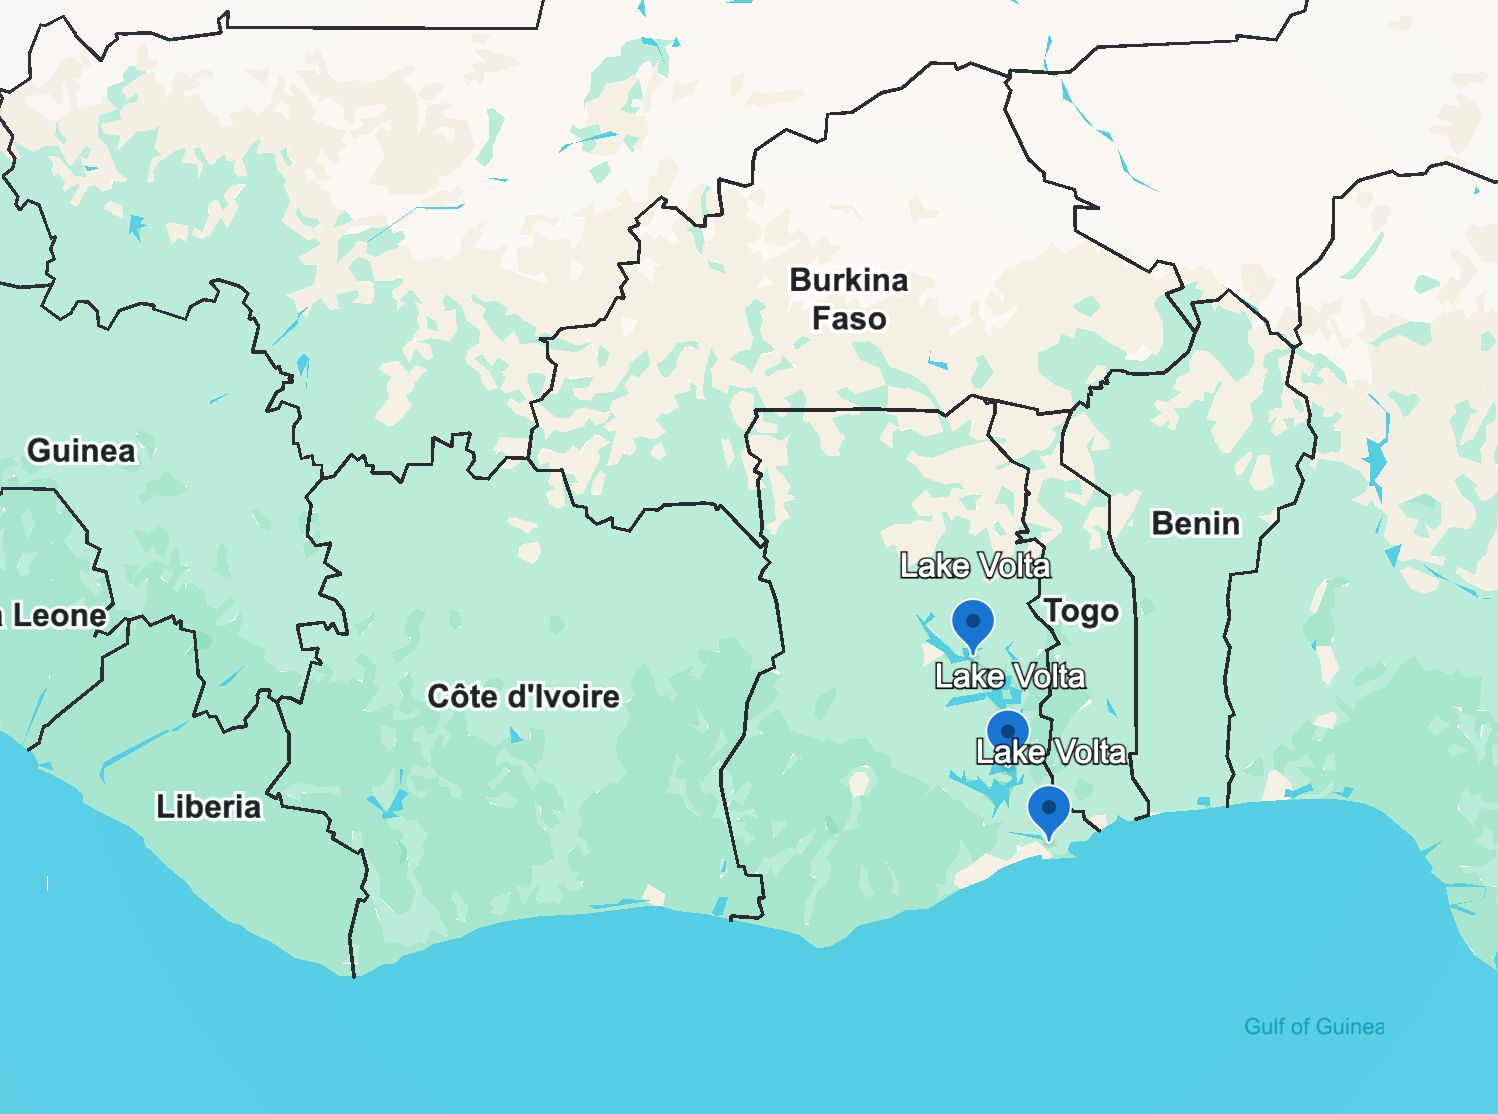 Burkina
Faso
Guinea
Benin
Lake Volta
Togo
a Leone
Lake Volta
Côte d'Ivoire
Lake Volta
Liberia
Gulf of Guinea